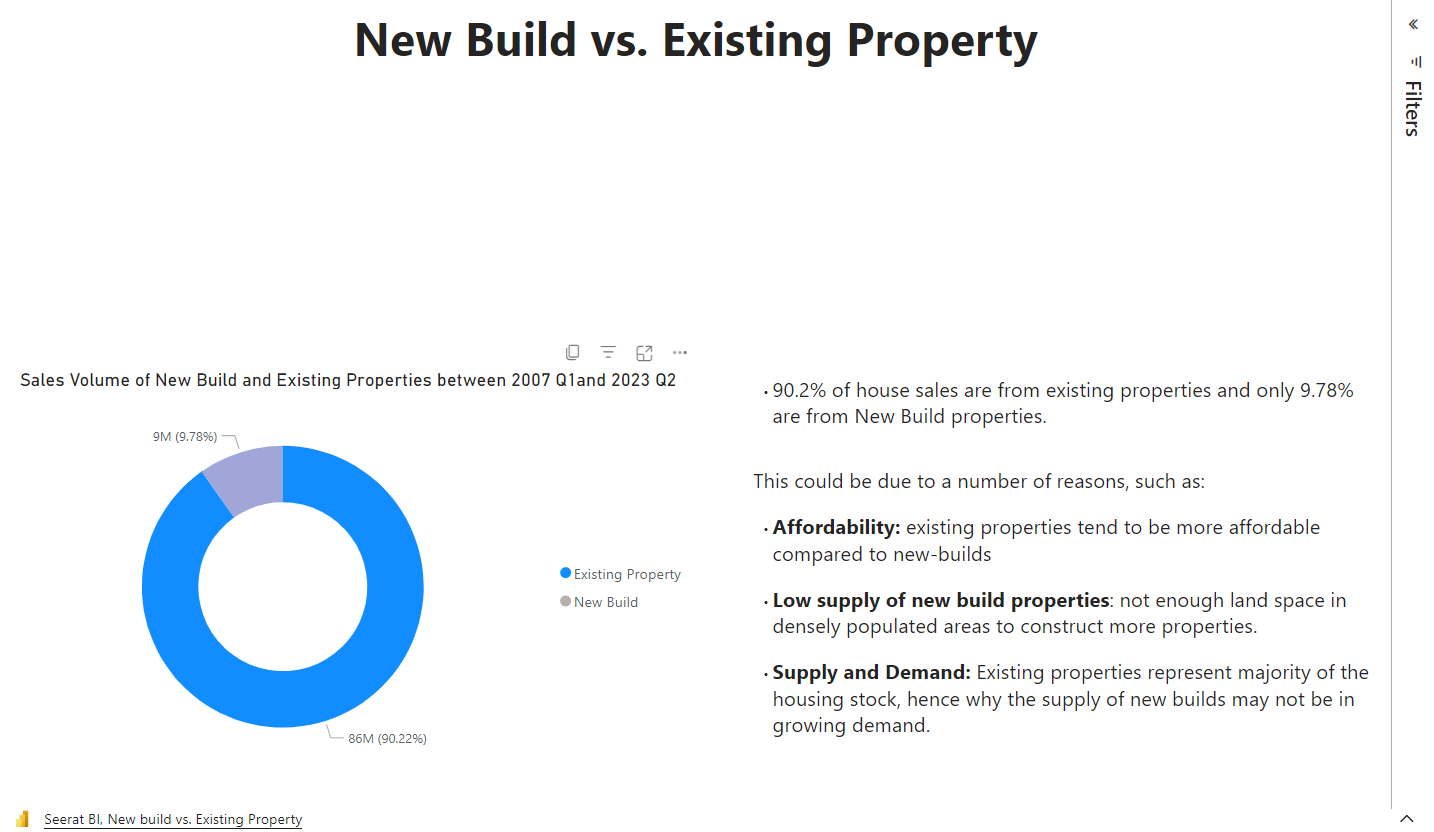 New Build vs. Existing Property
Filters
Sales Volume of New Build and Existing Properties between 2007 Q1and 2023 Q2
9M (9.78%)
Existing Property
New Build
86M (90.22%)
• 90.2% of house sales are from existing properties and only 9.78%
are from New Build properties.
This could be due to a number of reasons, such as:
• Affordability: existing properties tend to be more affordable
compared to new-builds
• Low supply of new build properties: not enough land space in
densely populated areas to construct more properties.
• Supply and Demand: Existing properties represent majority of the
housing stock, hence why the supply of new builds may not be in
growing demand.
Seerat BI, New build vs. Existing Property